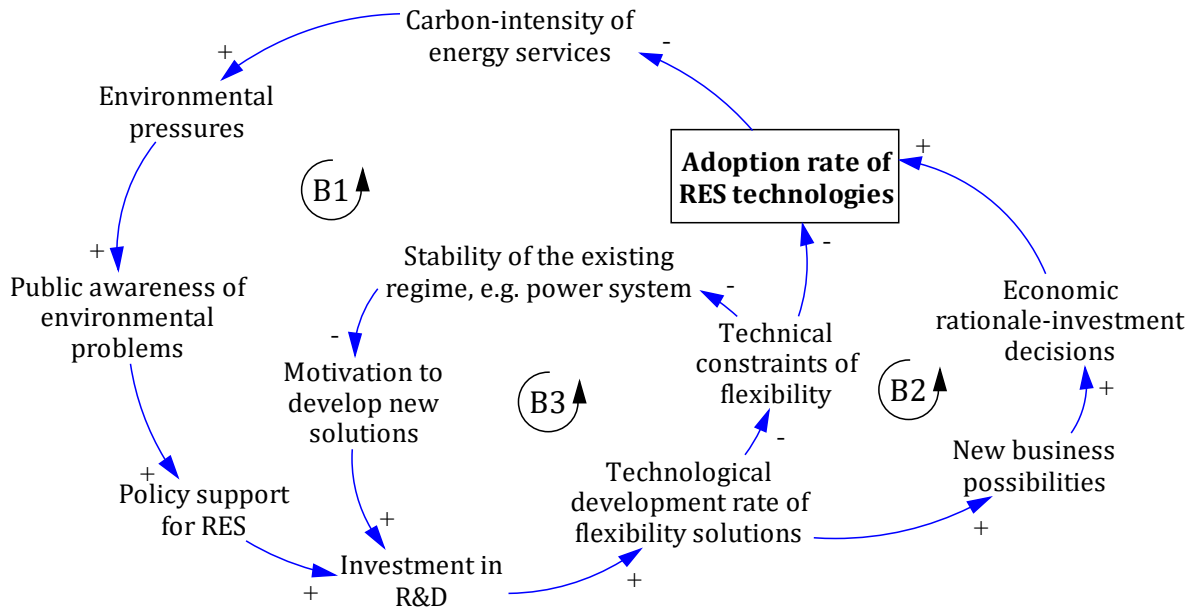 Carbon-intensity of
energy services
-
+
Environmental
pressures
Adoption rate of
RES technologies
+
B1
+
-
Stability of the existing
regime, e.g. power system
-
Public awareness of
environmental
problems
Economic
rationale-investment
decisions
Technical
constraints of
flexibility
-
Motivation to
develop new
solutions
B3
B2
+
-
New business
possibilities
+
Policy support
for RES
Technological
development rate of
flexibility solutions
+
+
Investment in
R&D
+
+